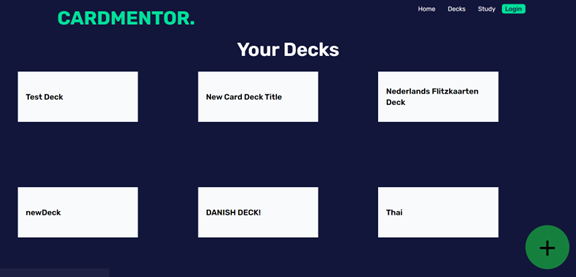 CARDMENTOR.
Home
Decks
Study
Login
Your Decks
Test Deck
New Card Deck Title
Nederlands Flitzkaarten
Deck
newDeck
DANISH DECK!
Thai
+